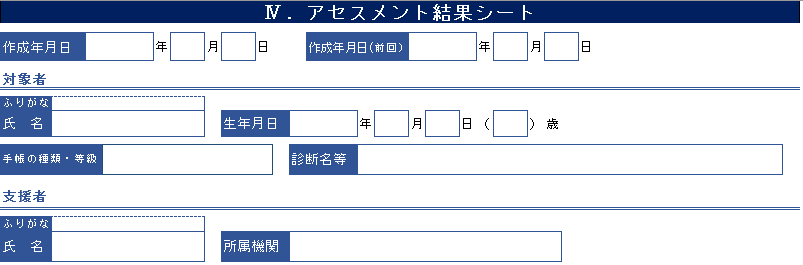 Ⅳ．アセスメント結果シート
作成年月日 年 月 日 作成年月日(前回) 年 月 日
対象者
ふりがな
氏　名 生年月日 年 月 日 （ ） 歳
手帳の種類・等級 診断名等
支援者
ふりがな
氏　名 所属機関